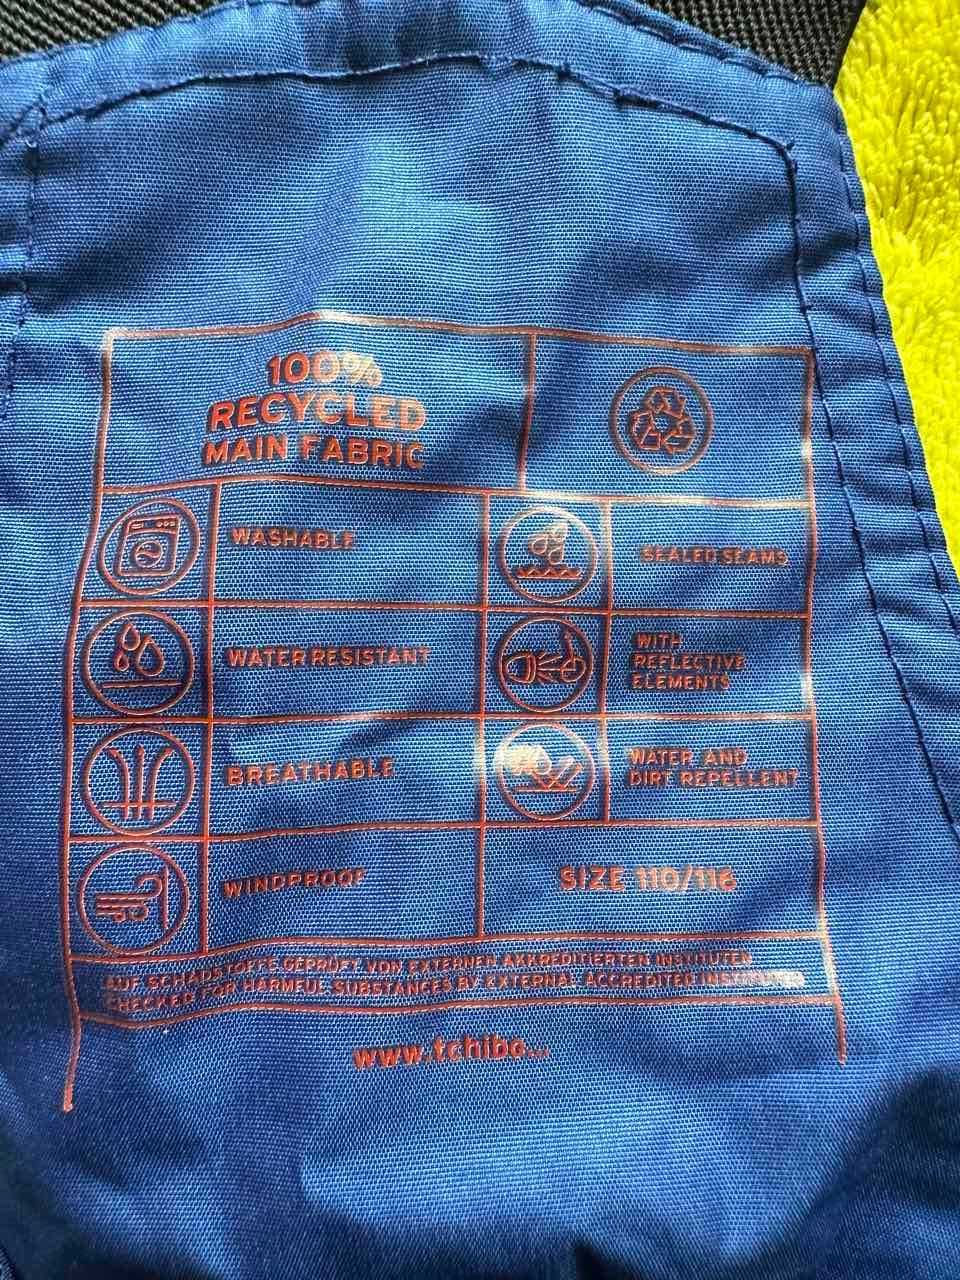 100%
RECYCLED
MAIN FABRIC
WASHABLE
SEALED SEAMS
WATER RESISTANT
WITH
REFLECTIVE
ELEMENTS
BREATHABLE
WATER AND
DIRT REPELLENT
WINDPROOF
SIZE 110/116
AUF SCHADSTOFFE GEPRÜFT VON EXTERNEN AKKREDITIERTEN INSTITUTEN
CHECKED FOR HARMFUL SUBSTANCES BY EXTERNAL ACCREDITED INSTITUTES
www.tchibo...